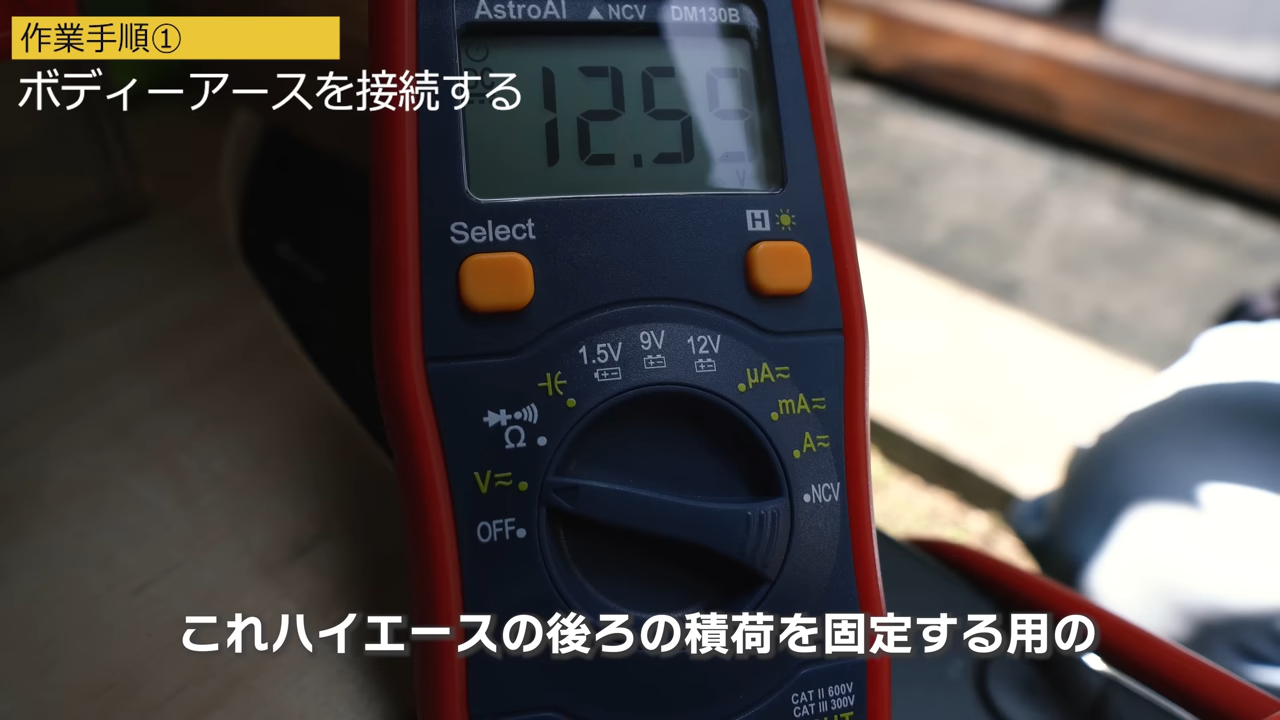 作業手順①
ボディーアースを接続する
AstroAI ▲NCV DM130B
DC
12.59
V
Select
H
1.5V 9V 12V
μA≂
mA≂
Ω
A≂
V≂
NCV
OFF
これハイエースの後ろの積荷を固定する用の
CAT II 600V
CAT III 300V